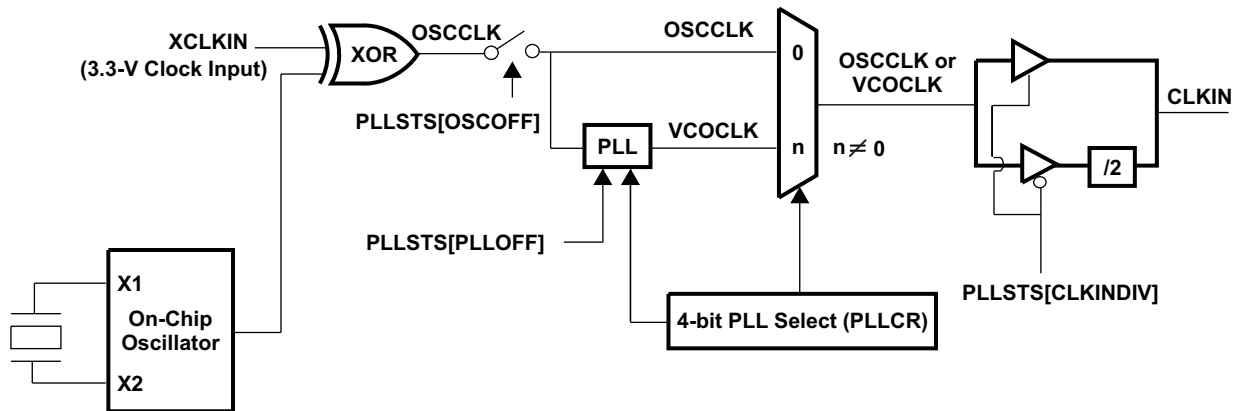 OSCCLK
XCLKIN
(3.3-V Clock Input)
XOR
PLLSTS[OSCOFF]
OSCCLK
0
OSCCLK or
VCOCLK
CLKIN
PLL
VCOCLK
n
n ≠ 0
/2
PLLSTS[PLLOFF]
PLLSTS[CLKINDIV]
4-bit PLL Select (PLLCR)
X1
On-Chip
Oscillator
X2